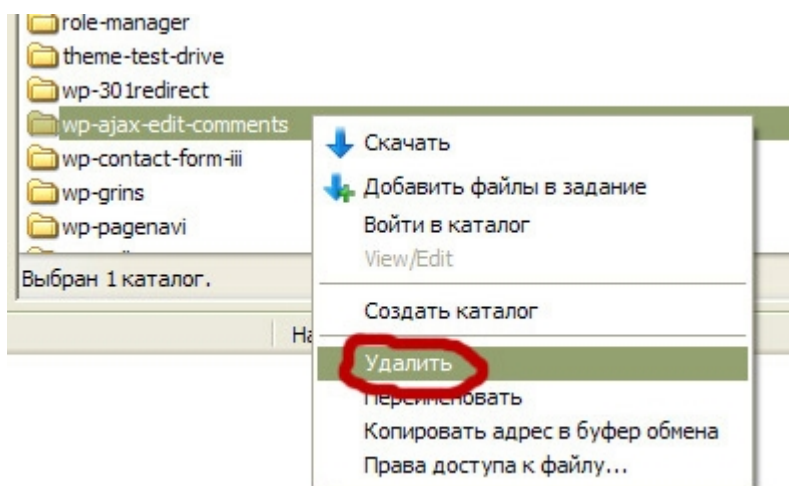 role-manager
theme-test-drive
wp-301redirect
wp-ajax-edit-comments
wp-contact-form-iii
wp-grins
wp-pagenavi
Выбран 1 каталог.
На
Скачать
Добавить файлы в задание
Войти в каталог
View/Edit
Создать каталог
Удалить
Переименовать
Копировать адрес в буфер обмена
Права доступа к файлу...